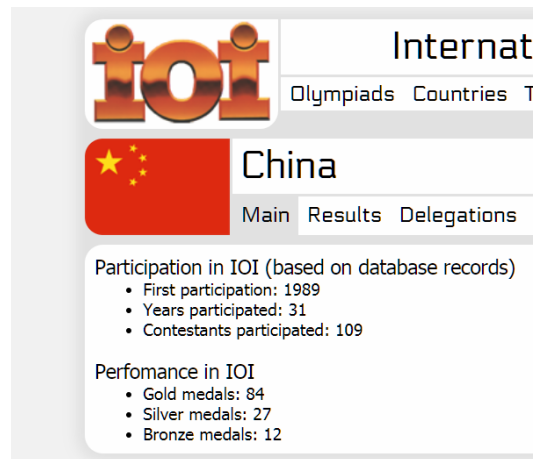 ioi
Internat
Olympiads Countries T
China
Main Results Delegations
Participation in IOI (based on database records)
• First participation: 1989
• Years participated: 31
• Contestants participated: 109
Perfomance in IOI
• Gold medals: 84
• Silver medals: 27
• Bronze medals: 12